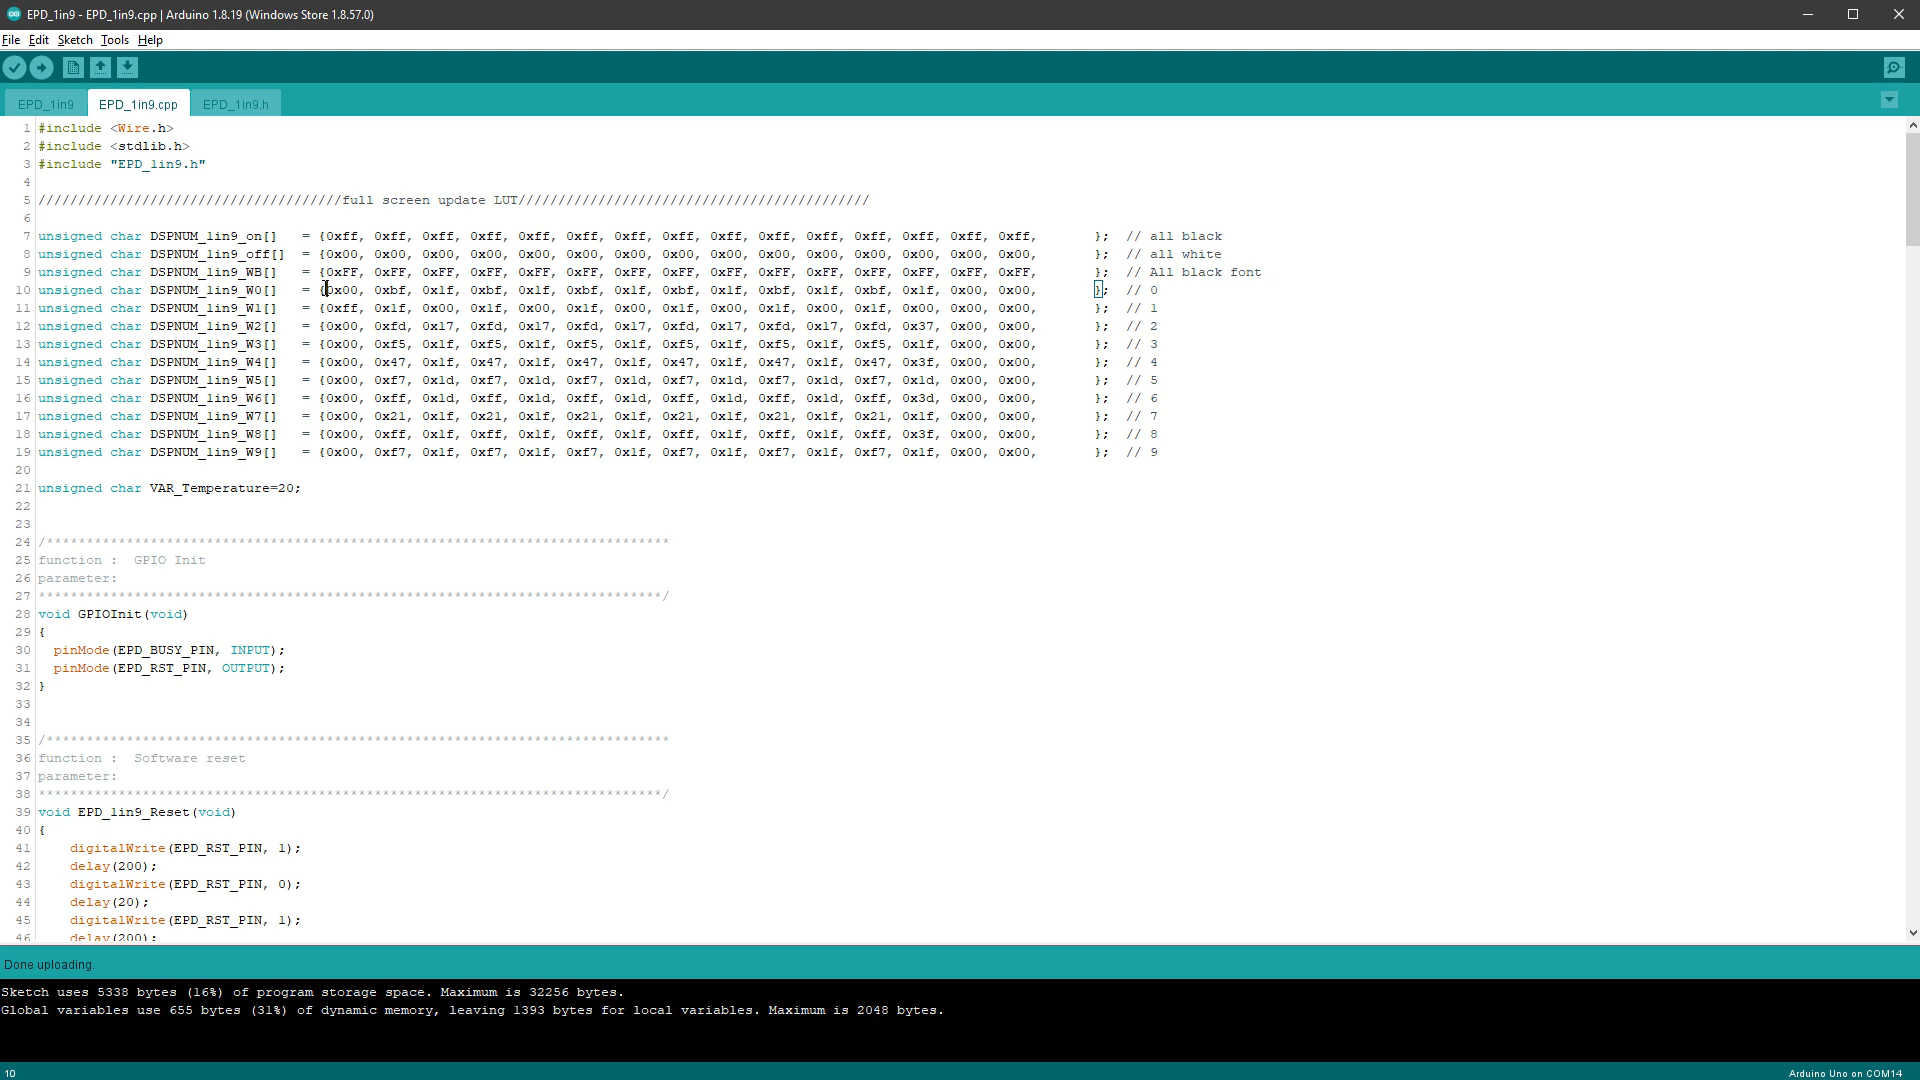 EPD_1in9 - EPD_1in9.cpp | Arduino 1.8.19 (Windows Store 1.8.57.0)
File Edit Sketch Tools Help
EPD_1in9 EPD_1in9.cpp EPD_1in9.h
1 #include <Wire.h>
2 #include <stdlib.h>
3 #include "EPD_1in9.h"
4
5 //////////////////////////////////////full screen update LUT////////////////////////////////////////////
6
7 unsigned char DSPNUM_1in9_on[] = {0xff, 0xff, 0xff, 0xff, 0xff, 0xff, 0xff, 0xff, 0xff, 0xff, 0xff, 0xff, 0xff, 0xff, 0xff, }; // all black
8 unsigned char DSPNUM_1in9_off[] = {0x00, 0x00, 0x00, 0x00, 0x00, 0x00, 0x00, 0x00, 0x00, 0x00, 0x00, 0x00, 0x00, 0x00, 0x00, }; // all white
9 unsigned char DSPNUM_1in9_WB[] = {0xFF, 0xFF, 0xFF, 0xFF, 0xFF, 0xFF, 0xFF, 0xFF, 0xFF, 0xFF, 0xFF, 0xFF, 0xFF, 0xFF, 0xFF, }; // All black font
10 unsigned char DSPNUM_1in9_W0[] = {0x00, 0xbf, 0x1f, 0xbf, 0x1f, 0xbf, 0x1f, 0xbf, 0x1f, 0xbf, 0x1f, 0xbf, 0x1f, 0x00, 0x00, }; // 0
11 unsigned char DSPNUM_1in9_W1[] = {0xff, 0x1f, 0x00, 0x1f, 0x00, 0x1f, 0x00, 0x1f, 0x00, 0x1f, 0x00, 0x1f, 0x00, 0x00, 0x00, }; // 1
12 unsigned char DSPNUM_1in9_W2[] = {0x00, 0xfd, 0x17, 0xfd, 0x17, 0xfd, 0x17, 0xfd, 0x17, 0xfd, 0x17, 0xfd, 0x37, 0x00, 0x00, }; // 2
13 unsigned char DSPNUM_1in9_W3[] = {0x00, 0xf5, 0x1f, 0xf5, 0x1f, 0xf5, 0x1f, 0xf5, 0x1f, 0xf5, 0x1f, 0xf5, 0x1f, 0x00, 0x00, }; // 3
14 unsigned char DSPNUM_1in9_W4[] = {0x00, 0x47, 0x1f, 0x47, 0x1f, 0x47, 0x1f, 0x47, 0x1f, 0x47, 0x1f, 0x47, 0x3f, 0x00, 0x00, }; // 4
15 unsigned char DSPNUM_1in9_W5[] = {0x00, 0xf7, 0x1d, 0xf7, 0x1d, 0xf7, 0x1d, 0xf7, 0x1d, 0xf7, 0x1d, 0xf7, 0x1d, 0x00, 0x00, }; // 5
16 unsigned char DSPNUM_1in9_W6[] = {0x00, 0xff, 0x1d, 0xff, 0x1d, 0xff, 0x1d, 0xff, 0x1d, 0xff, 0x1d, 0xff, 0x3d, 0x00, 0x00, }; // 6
17 unsigned char DSPNUM_1in9_W7[] = {0x00, 0x21, 0x1f, 0x21, 0x1f, 0x21, 0x1f, 0x21, 0x1f, 0x21, 0x1f, 0x21, 0x1f, 0x00, 0x00, }; // 7
18 unsigned char DSPNUM_1in9_W8[] = {0x00, 0xff, 0x1f, 0xff, 0x1f, 0xff, 0x1f, 0xff, 0x1f, 0xff, 0x1f, 0xff, 0x3f, 0x00, 0x00, }; // 8
19 unsigned char DSPNUM_1in9_W9[] = {0x00, 0xf7, 0x1f, 0xf7, 0x1f, 0xf7, 0x1f, 0xf7, 0x1f, 0xf7, 0x1f, 0xf7, 0x1f, 0x00, 0x00, }; // 9
20
21 unsigned char VAR_Temperature=20;
22
23
24 /******************************************************************************
25 function : GPIO Init
26 parameter:
27 ******************************************************************************/
28 void GPIOInit(void)
29 {
30 pinMode(EPD_BUSY_PIN, INPUT);
31 pinMode(EPD_RST_PIN, OUTPUT);
32 }
33
34
35 /******************************************************************************
36 function : Software reset
37 parameter:
38 ******************************************************************************/
39 void EPD_1in9_Reset(void)
40 {
41 digitalWrite(EPD_RST_PIN, 1);
42 delay(200);
43 digitalWrite(EPD_RST_PIN, 0);
44 delay(20);
45 digitalWrite(EPD_RST_PIN, 1);
46 delay(200);
Done uploading.
Sketch uses 5338 bytes (16%) of program storage space. Maximum is 32256 bytes.
Global variables use 655 bytes (31%) of dynamic memory, leaving 1393 bytes for local variables. Maximum is 2048 bytes.
10 Arduino Uno on COM14